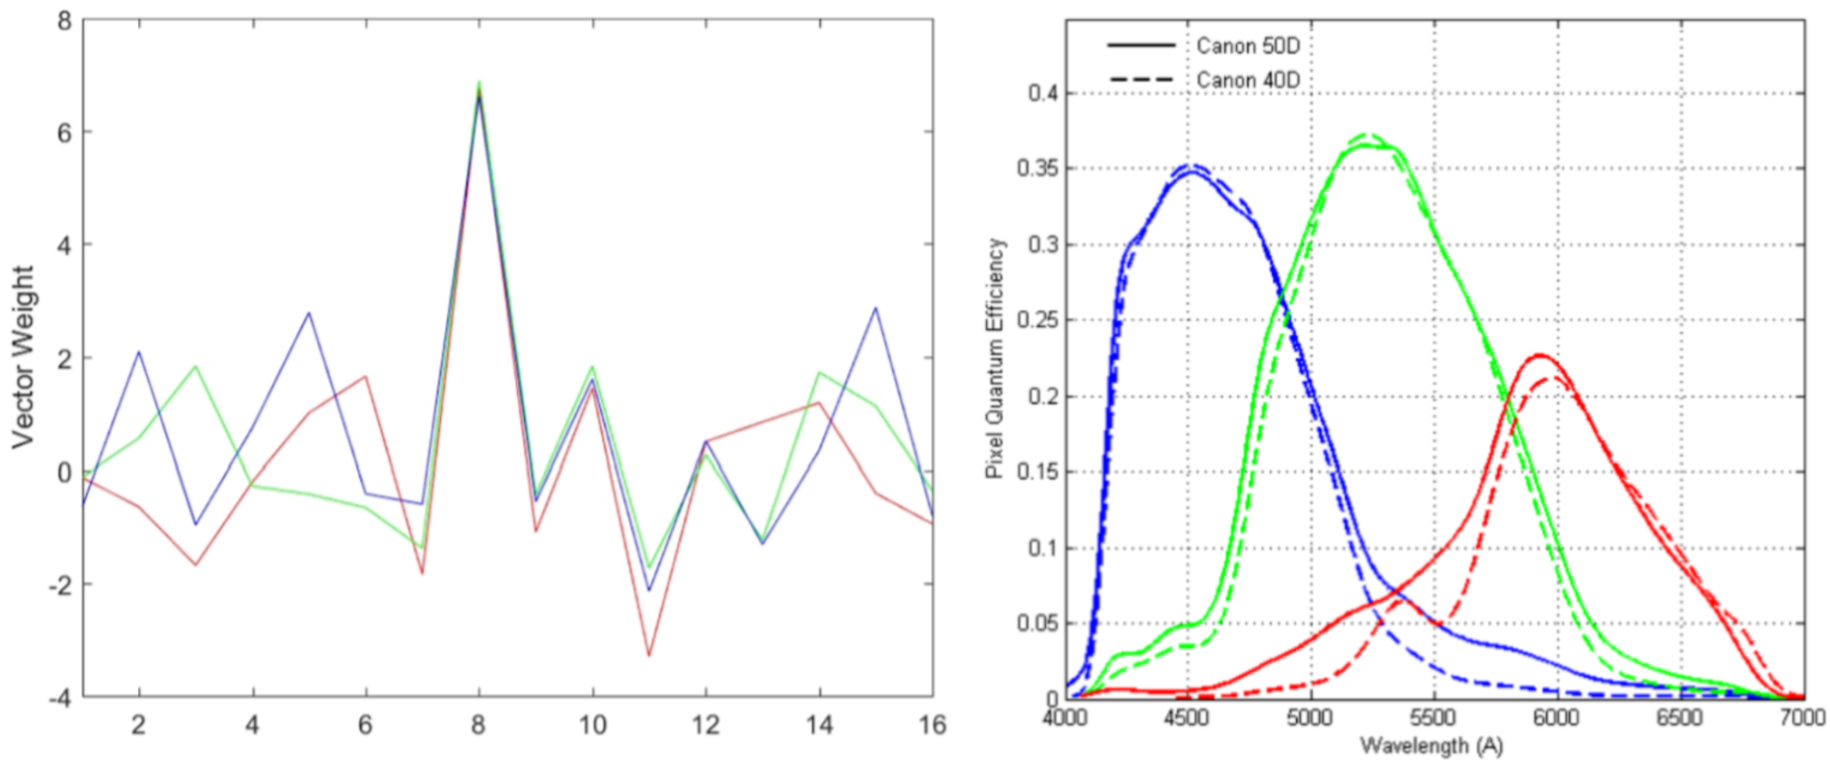 8
6
4
2
0
-2
-4
Vector Weight
2 4 6 8 10 12 14 16
Canon 50D
Canon 40D
0.4
0.35
0.3
0.25
0.2
0.15
0.1
0.05
0
Pixel Quantum Efficiency
4000 4500 5000 5500 6000 6500 7000
Wavelength (A)